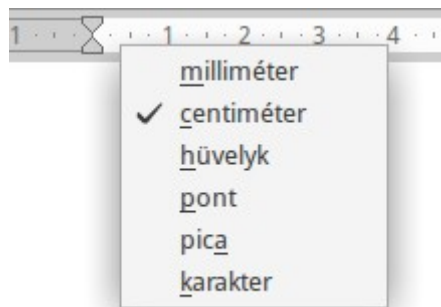 1 1 2 3 4
milliméter
centiméter
hüvelyk
pont
pica
karakter